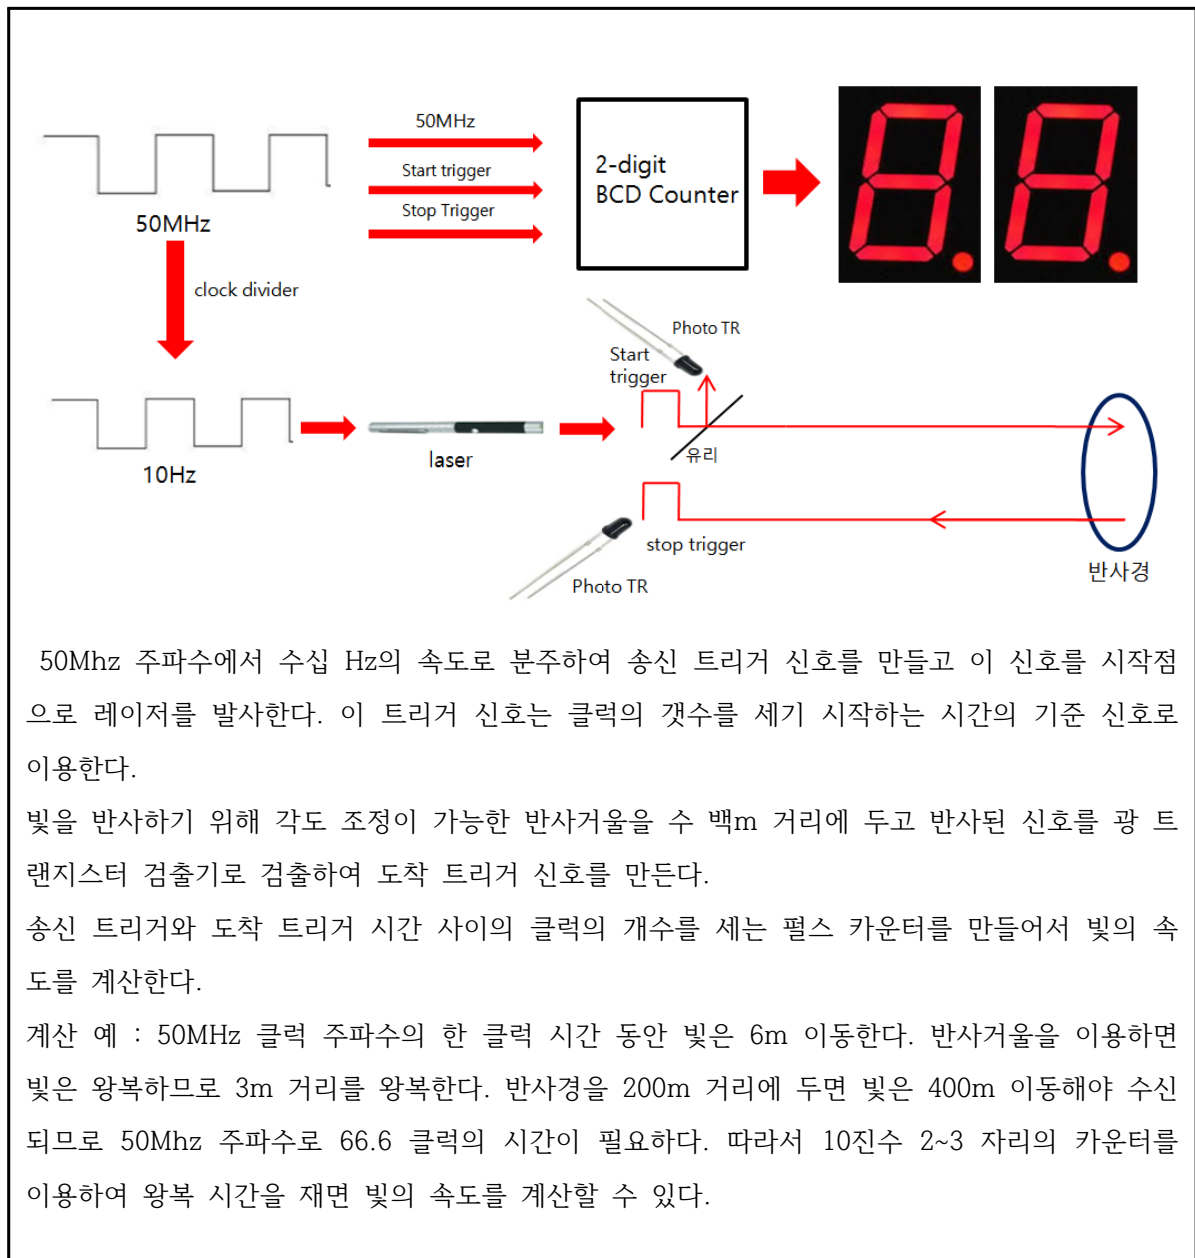 50MHz
Start trigger
Stop Trigger
2-digit
BCD Counter
50MHz
clock divider
Photo TR
Start
trigger
유리
10Hz
laser
stop trigger
Photo TR
반사경
50Mhz 주파수에서 수십 Hz의 속도로 분주하여 송신 트리거 신호를 만들고 이 신호를 시작점
으로 레이저를 발사한다. 이 트리거 신호는 클럭의 갯수를 세기 시작하는 시간의 기준 신호로
이용한다.
빛을 반사하기 위해 각도 조정이 가능한 반사거울을 수 백m 거리에 두고 반사된 신호를 광 트
랜지스터 검출기로 검출하여 도착 트리거 신호를 만든다.
송신 트리거와 도착 트리거 시간 사이의 클럭의 개수를 세는 펄스 카운터를 만들어서 빛의 속
도를 계산한다.
계산 예 : 50MHz 클럭 주파수의 한 클럭 시간 동안 빛은 6m 이동한다. 반사거울을 이용하면
빛은 왕복하므로 3m 거리를 왕복한다. 반사경을 200m 거리에 두면 빛은 400m 이동해야 수신
되므로 50Mhz 주파수로 66.6 클럭의 시간이 필요하다. 따라서 10진수 2~3 자리의 카운터를
이용하여 왕복 시간을 재면 빛의 속도를 계산할 수 있다.